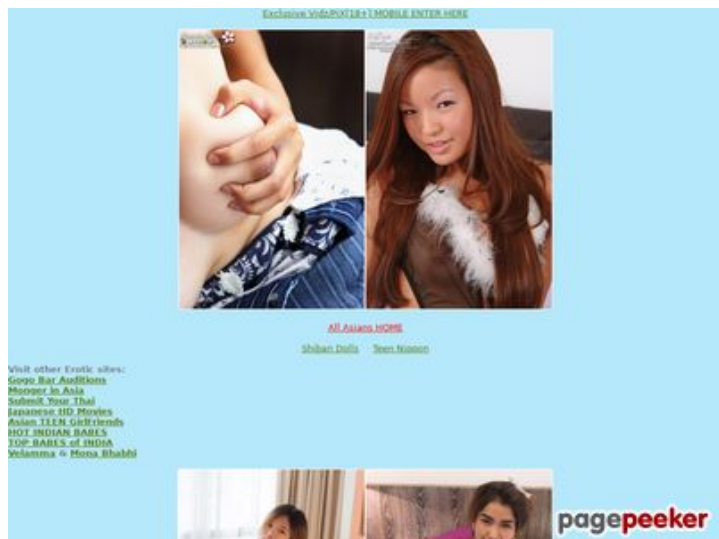 Exclusive Vidz/PiX[18+] MOBILE ENTER HERE
All Asians HOME
Shiban Dolls Teen Nippon
Visit other Erotic sites:
Gogo Bar Auditions
Monger in Asia
Submit Your Thai
Japanese HD Movies
Asian TEEN GirlFriends
HOT INDIAN BABES
TOP BABES of INDIA
Velamma & Mona Bhabhi
pagepeeker